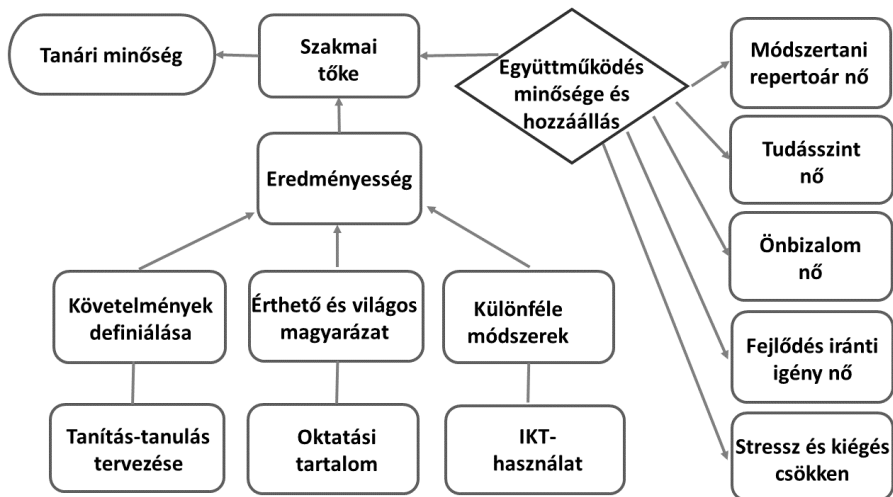 Tanári minőség
Szakmai
tőke
Együttműködés
minősége és
hozzáállás
Módszertani
repertoár nő
Tudásszint
nő
Önbizalom
nő
Fejlődés iránti
igény nő
Stressz és kiégés
csökken
Eredményesség
Követelmények
definiálása
Érthető és világos
magyarázat
Különféle
módszerek
Tanítás-tanulás
tervezése
Oktatási
tartalom
IKT-
használat